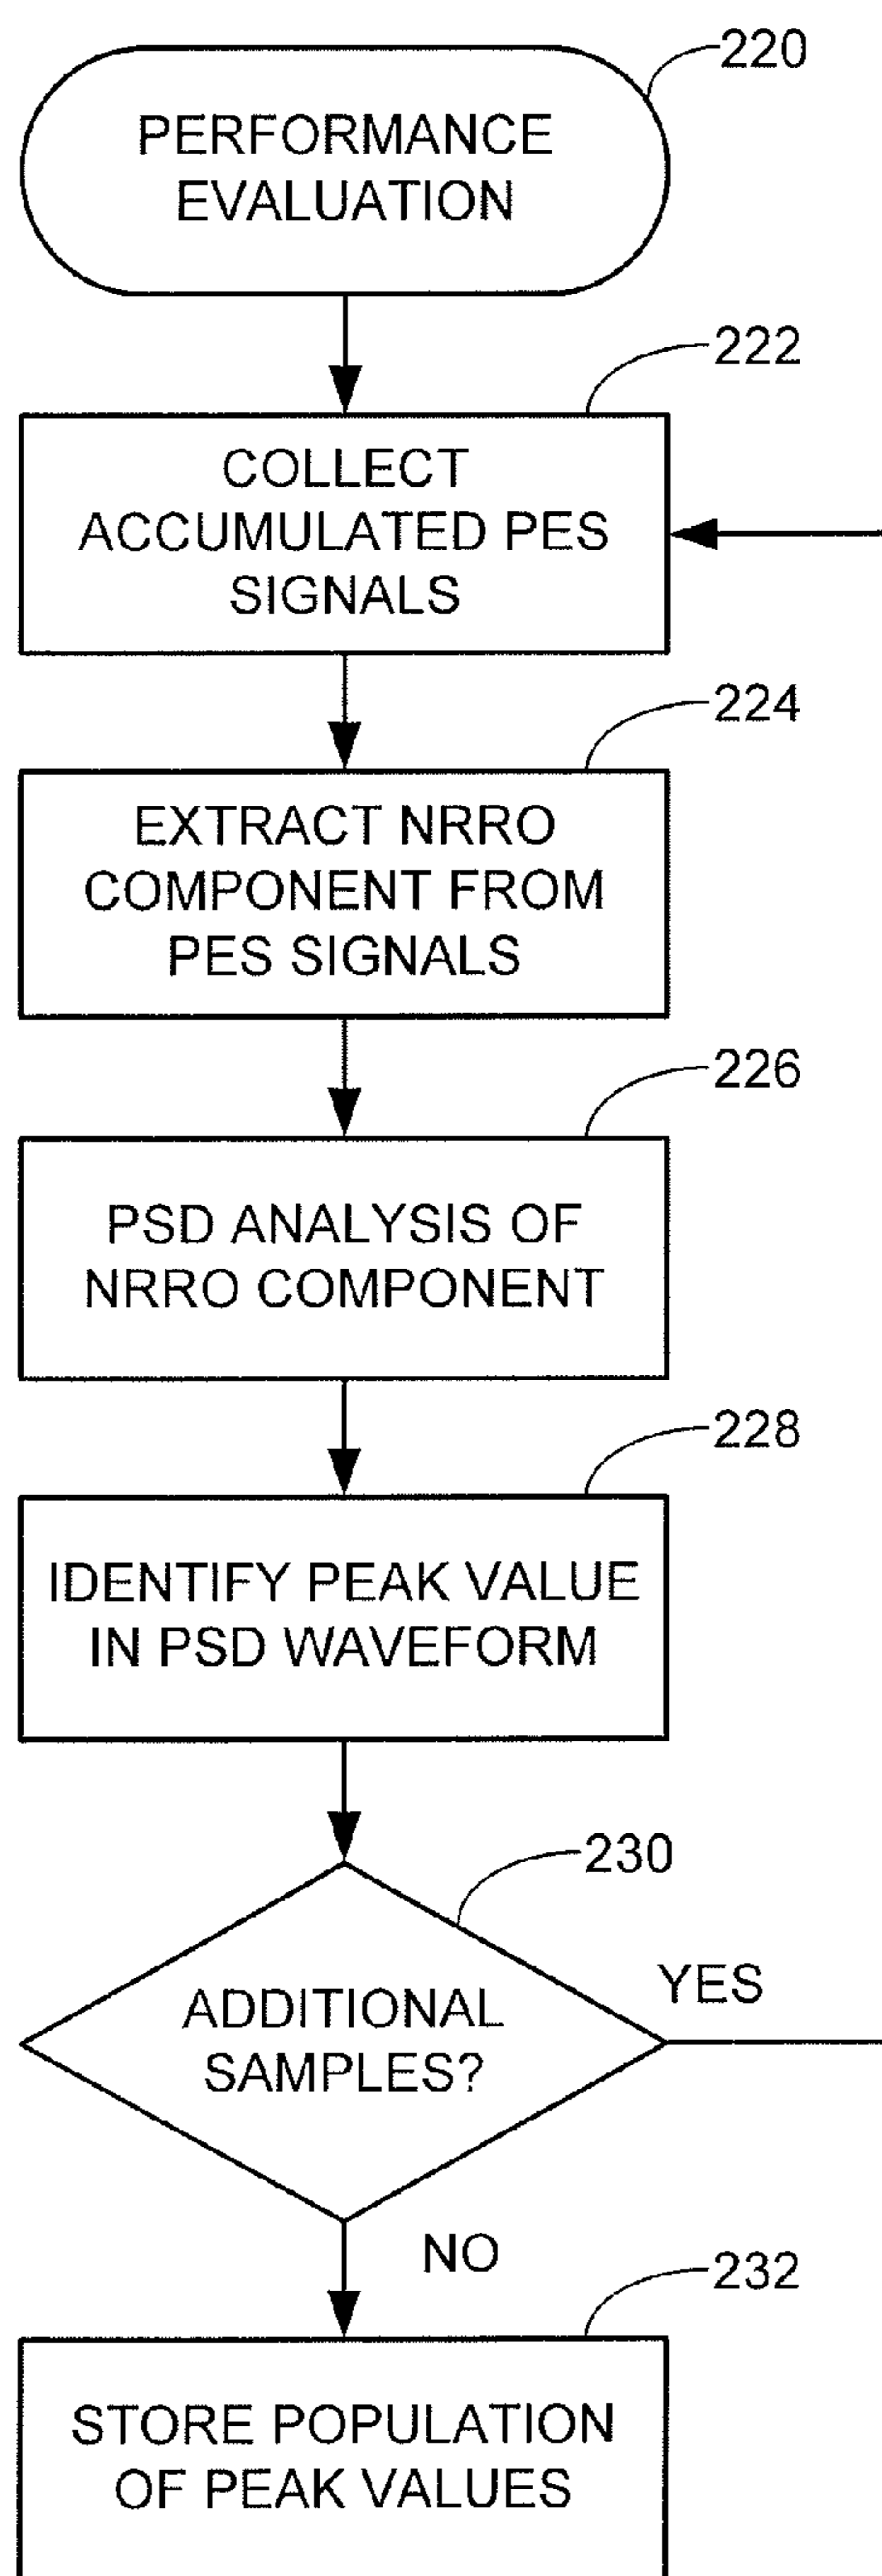 220
PERFORMANCE
EVALUATION
222
COLLECT
ACCUMULATED PES
SIGNALS
224
EXTRACT NRRO
COMPONENT FROM
PES SIGNALS
226
PSD ANALYSIS OF
NRRO COMPONENT
228
IDENTIFY PEAK VALUE
IN PSD WAVEFORM
230
ADDITIONAL
SAMPLES?
YES
NO
232
STORE POPULATION
OF PEAK VALUES